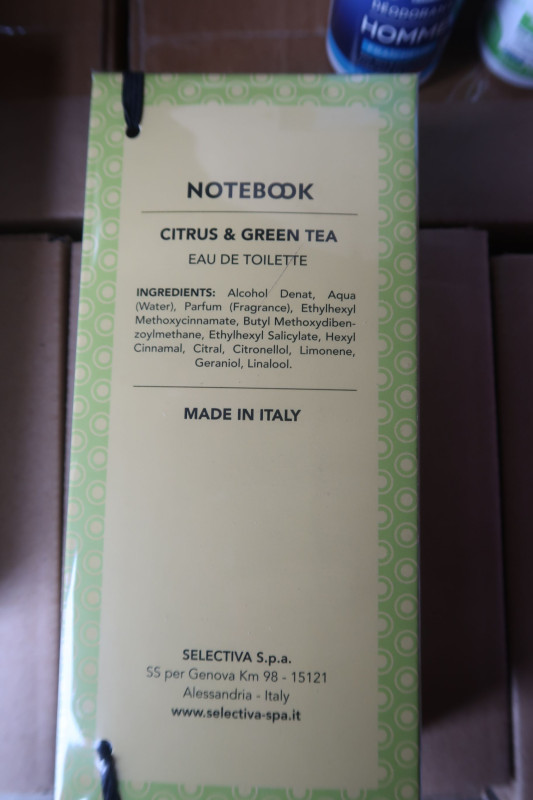 DEODORANT
HOMME
NOTEBOOK
CITRUS & GREEN TEA
EAU DE TOILETTE
INGREDIENTS: Alcohol Denat, Aqua
(Water), Parfum (Fragrance), Ethylhexyl
Methoxycinnamate, Butyl Methoxydiben-
zoylmethane, Ethylhexyl Salicylate, Hexyl
Cinnamal, Citral, Citronellol, Limonene,
Geraniol, Linalool.
MADE IN ITALY
SELECTIVA S.p.a.
SS per Genova Km 98 - 15121
Alessandria - Italy
www.selectiva-spa.it